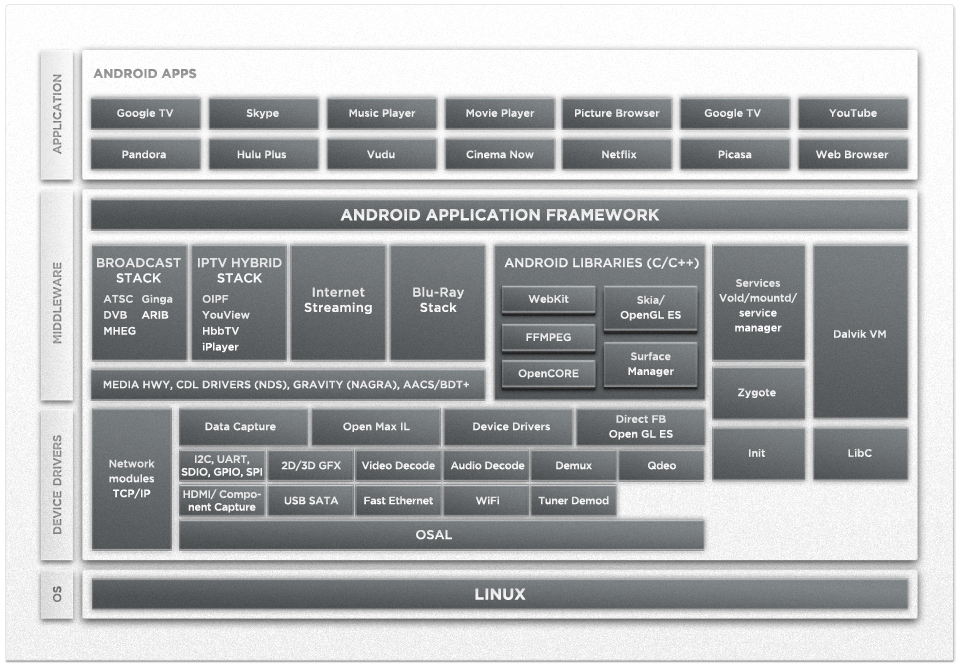 APPLICATION
ANDROID APPS
Google TV
Skype
Music Player
Movie Player
Picture Browser
Google TV
YouTube
Pandora
Hulu Plus
Vudu
Cinema Now
Netflix
Picasa
Web Browser
MIDDLEWARE
ANDROID APPLICATION FRAMEWORK
BROADCAST
STACK
ATSC Ginga
DVB ARIB
MHEG
IPTV HYBRID
STACK
OIPF
YouView
HbbTV
iPlayer
Internet
Streaming
Blu-Ray
Stack
ANDROID LIBRARIES (C/C++)
WebKit
FFMPEG
OpenCORE
Skia/
OpenGL ES
Surface
Manager
Services
Vold/mountd/
service
manager
Dalvik VM
Zygote
MEDIA HWY, CDL DRIVERS (NDS), GRAVITY (NAGRA), AACS/BDT+
DEVICE DRIVERS
Network
modules
TCP/IP
Data Capture
Open Max IL
Device Drivers
Direct FB
Open GL ES
Init
LibC
I2C, UART,
SDIO, GPIO, SPI
2D/3D GFX
Video Decode
Audio Decode
Demux
Qdeo
HDMI/ Compo-
nent Capture
USB SATA
Fast Ethernet
WiFi
Tuner Demod
OSAL
OS
LINUX